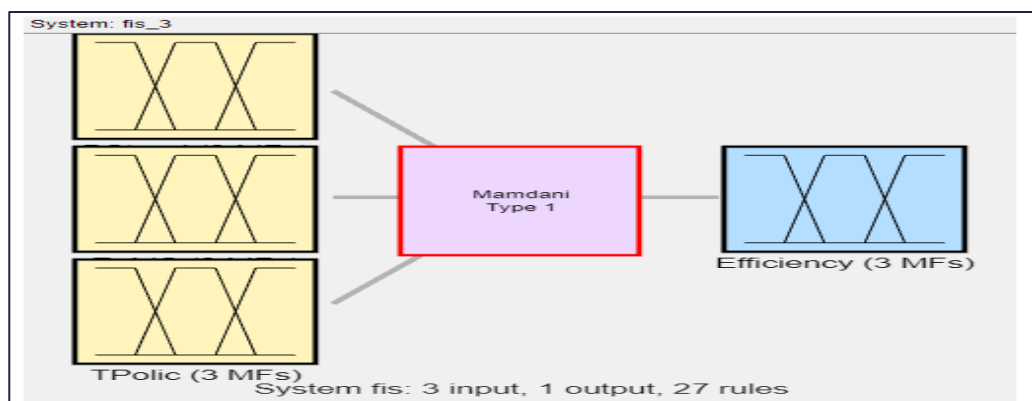 System: fis_3
Mamdani
Type 1
Efficiency (3 MFs)
TPolic (3 MFs)
System fis: 3 input, 1 output, 27 rules